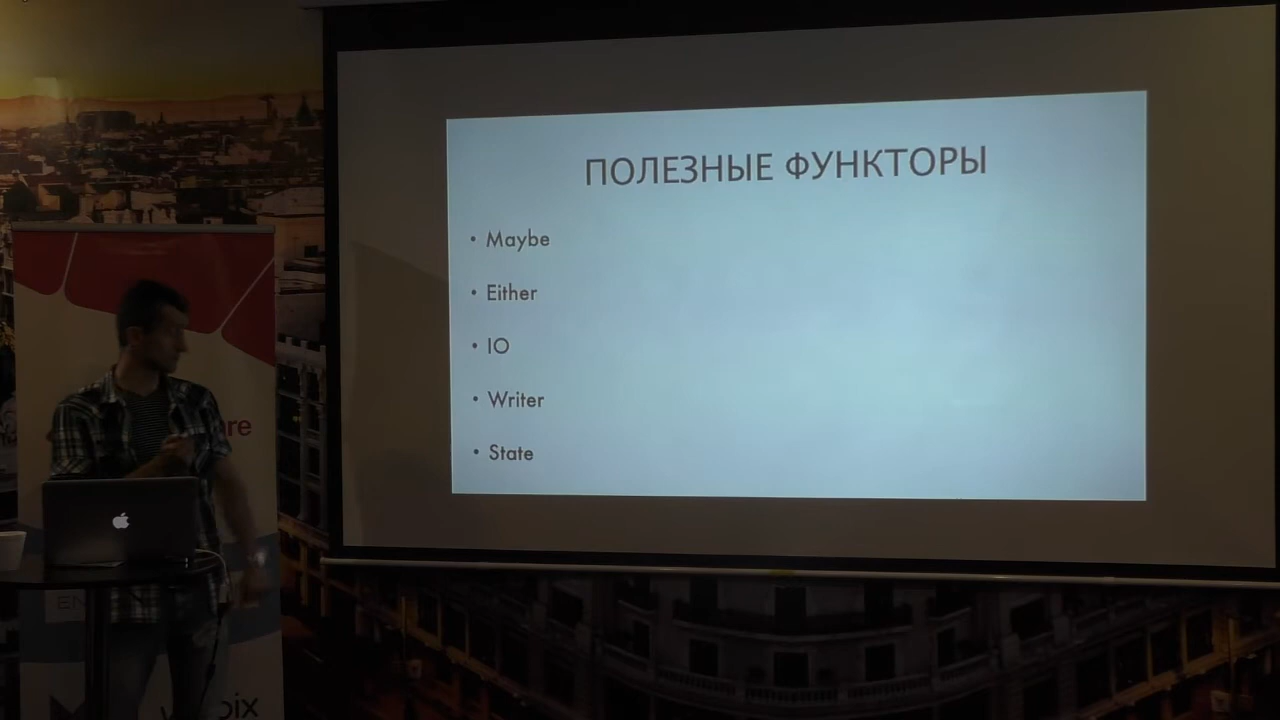 ПОЛЕЗНЫЕ ФУНКТОРЫ
• Maybe
• Either
• IO
• Writer
• State